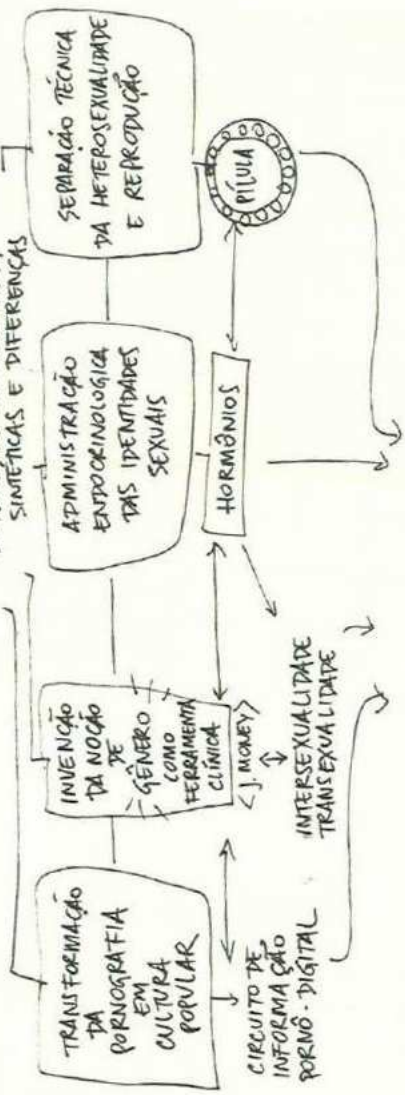 SINTÉTICAS E DIFERENÇAS
TRANSFORMAÇÃO
DA
PORNOGRAFIA
EM
CULTURA
POPULAR
INVENÇÃO
DA NOÇÃO
DE
GÊNERO
COMO
FERRAMENTA
CLÍNICA
<J. MONEY>
ADMINISTRAÇÃO
ENDOCRINOLOGICA
DAS IDENTIDADES
SEXUAIS
SEPARAÇÃO TÉCNICA
DA HETEROSEXUALIDADE
E REPRODUÇÃO
CIRCUITO DE
INFORMAÇÃO
PORNÔ-DIGITAL
INTERSEXUALIDADE
TRANSEXUALIDADE
HORMÔNIOS
PÍLULA